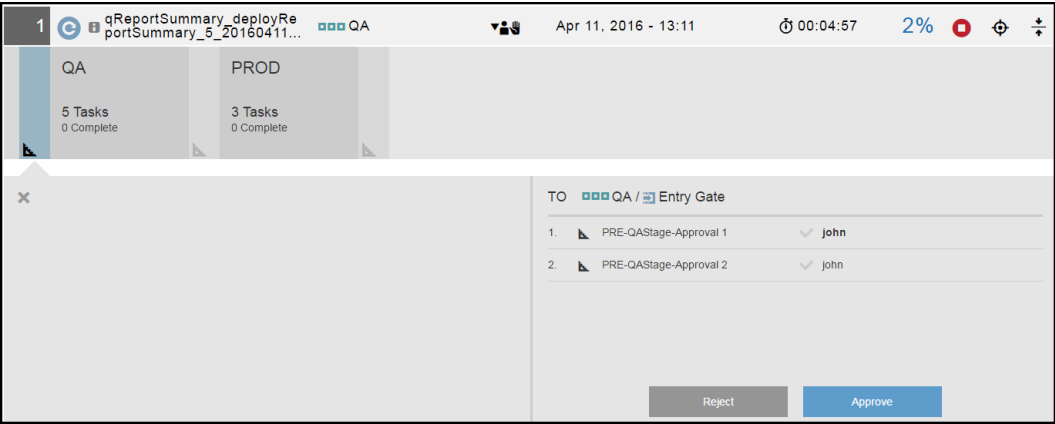 1
qReportSummary_deployRe
portSummary_5_20160411...
QA
Apr 11, 2016 - 13:11
00:04:57
2%
QA
5 Tasks
0 Complete
PROD
3 Tasks
0 Complete
TO QA / Entry Gate
1. PRE-QAStage-Approval 1 john
2. PRE-QAStage-Approval 2 john
Reject
Approve